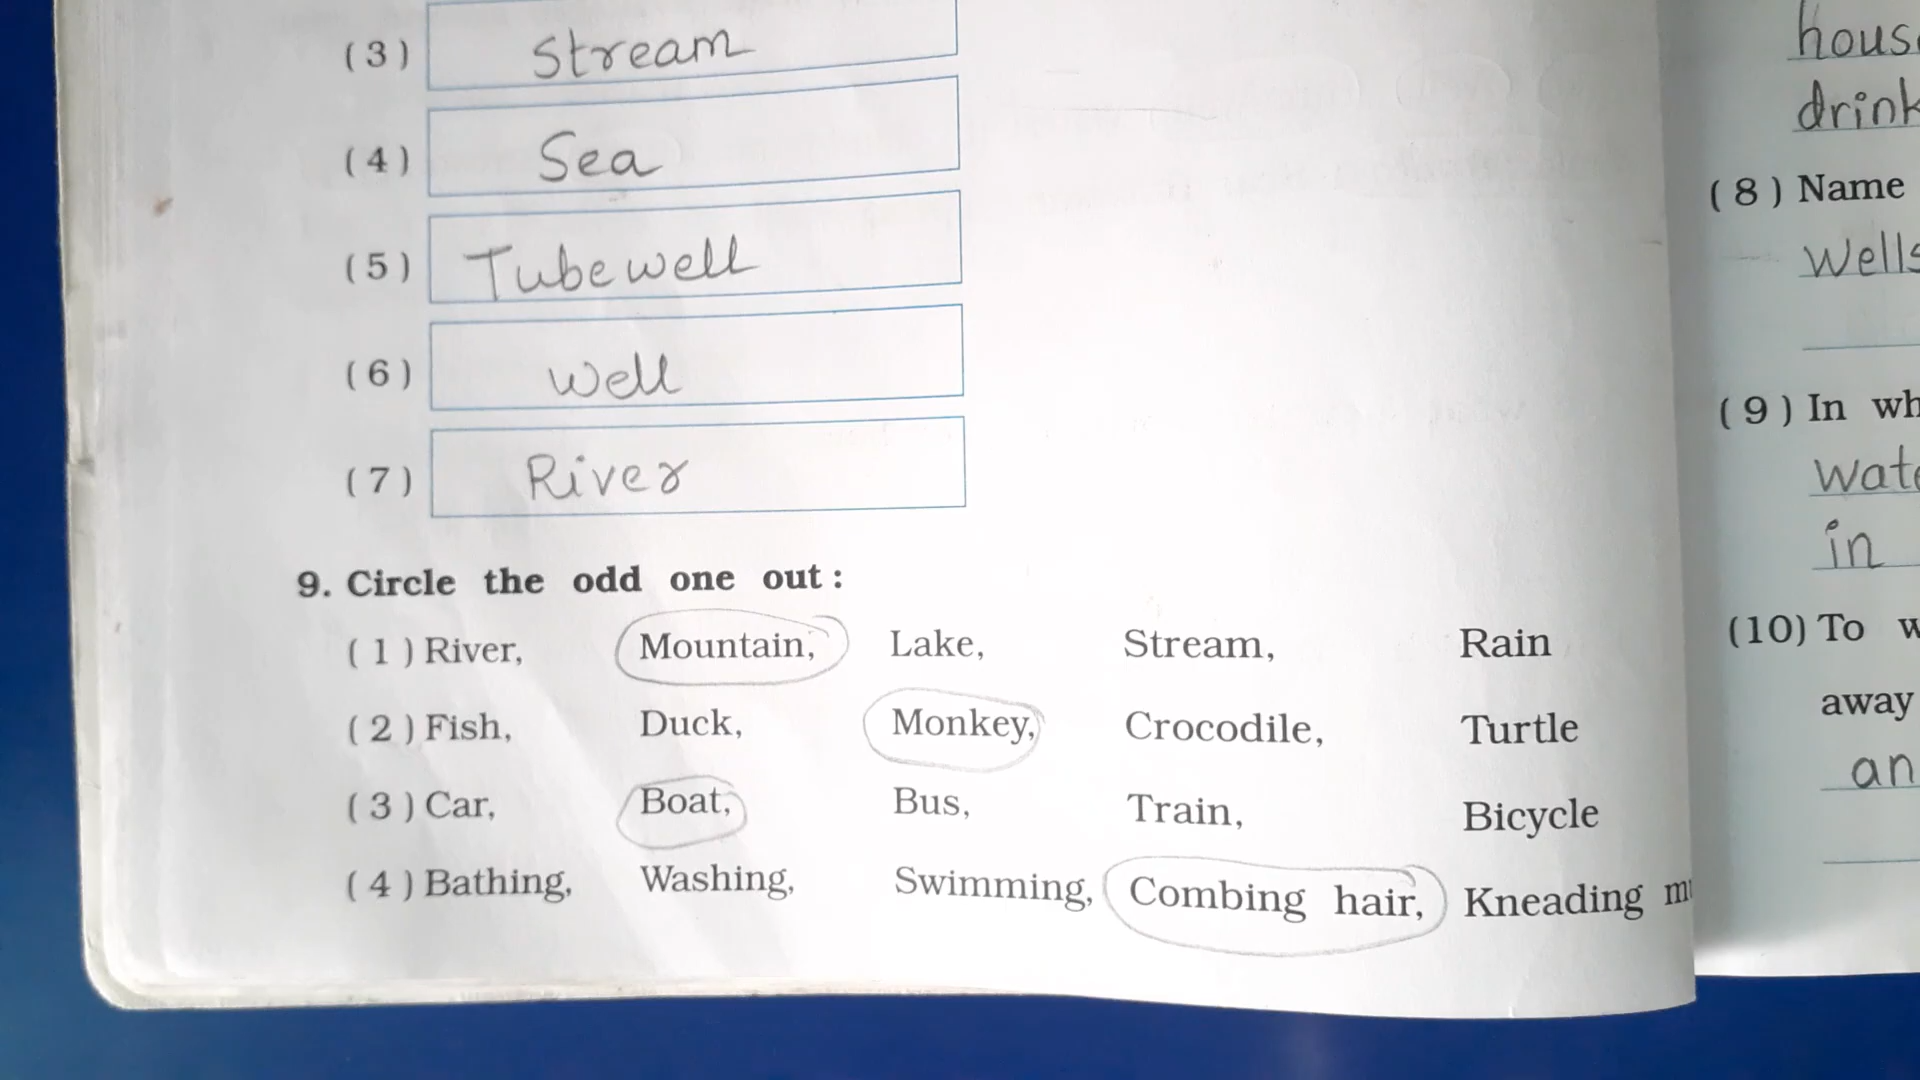 (3) Stream
(4) Sea
(5) Tubewell
(6) Well
(7) River
9. Circle the odd one out :
(1) River, Mountain, Lake, Stream, Rain
(2) Fish, Duck, Monkey, Crocodile, Turtle
(3) Car, Boat, Bus, Train, Bicycle
(4) Bathing, Washing, Swimming, Combing hair, Kneading
drink
(8) Name
Wells
(9) In
in
(10) To
away
an